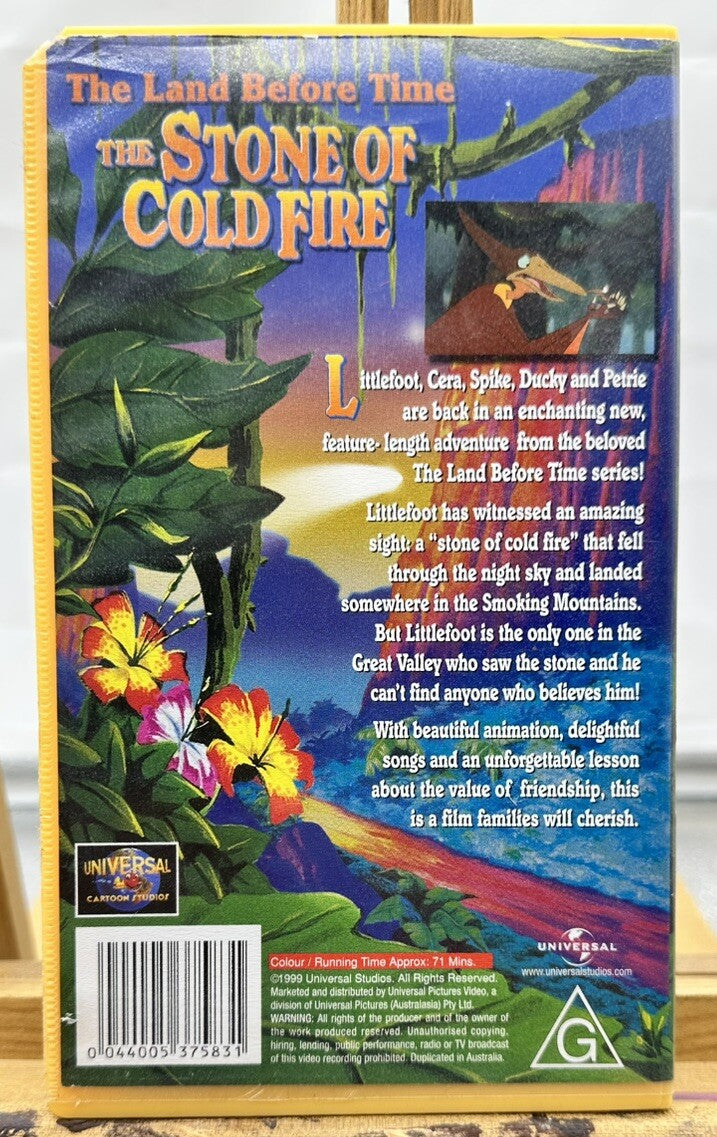 The Land Before Time
THE STONE OF
COLD FIRE
Littlefoot, Cera, Spike, Ducky and Petrie
are back in an enchanting new,
feature- length adventure from the beloved
The Land Before Time series!
Littlefoot has witnessed an amazing
sight: a "stone of cold fire" that fell
through the night sky and landed
somewhere in the Smoking Mountains.
But Littlefoot is the only one in the
Great Valley who saw the stone and he
can't find anyone who believes him!
With beautiful animation, delightful
songs and an unforgettable lesson
about the value of friendship, this
is a film families will cherish.
UNIVERSAL
CARTOON STUDIOS
0 044005 375831
Colour / Running Time Approx: 71 Mins.
©1999 Universal Studios. All Rights Reserved.
Marketed and distributed by Universal Pictures Video, a
division of Universal Pictures (Australasia) Pty Ltd.
WARNING: All rights of the producer and of the owner of
the work produced reserved. Unauthorised copying,
hiring, lending, public performance, radio or TV broadcast
of this video recording prohibited. Duplicated in Australia.
UNIVERSAL
www.universalstudios.com
G